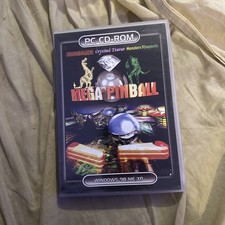 PC CD-ROM
Crystal Tower
MEGA PINBALL
WINDOWS 98 ME XP